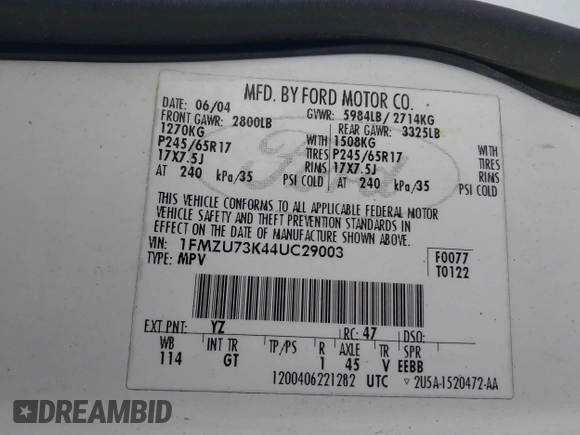 MFD. BY FORD MOTOR CO.
DATE: 06/04 GVWR: 5984LB/ 2714KG
FRONT GAWR: 2800LB REAR GAWR: 3325LB
1270KG WITH 1508KG WITH
P245/65R17 TIRES P245/65R17 TIRES
17X7.5J RIMS 17X7.5J RIMS
AT 240 kPa/35 PSI COLD AT 240 kPa/35 PSI COLD
Ford
THIS VEHICLE CONFORMS TO ALL APPLICABLE FEDERAL MOTOR
VEHICLE SAFETY AND THEFT PREVENTION STANDARDS IN
EFFECT ON THE DATE OF MANUFACTURE SHOWN ABOVE.
VIN: 1FMZU73K44UC29003 F0077
TYPE: MPV T0122
EXT PNT: YZ RC: 47 DSO:
WB INT TR TP/PS R AXLE TR SPR
114 GT 1 45 V EEBB
1200406221282 UTC 2U5A-1520472-AA
DREAMBID